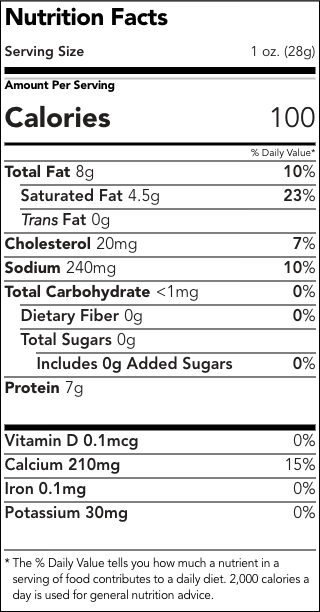 Nutrition Facts
Serving Size 1 oz. (28g)
Amount Per Serving
Calories 100
% Daily Value*
Total Fat 8g 10%
Saturated Fat 4.5g 23%
Trans Fat 0g
Cholesterol 20mg 7%
Sodium 240mg 10%
Total Carbohydrate <1mg 0%
Dietary Fiber 0g 0%
Total Sugars 0g
Includes 0g Added Sugars 0%
Protein 7g
Vitamin D 0.1mcg 0%
Calcium 210mg 15%
Iron 0.1mg 0%
Potassium 30mg 0%
* The % Daily Value tells you how much a nutrient in a
serving of food contributes to a daily diet. 2,000 calories a
day is used for general nutrition advice.